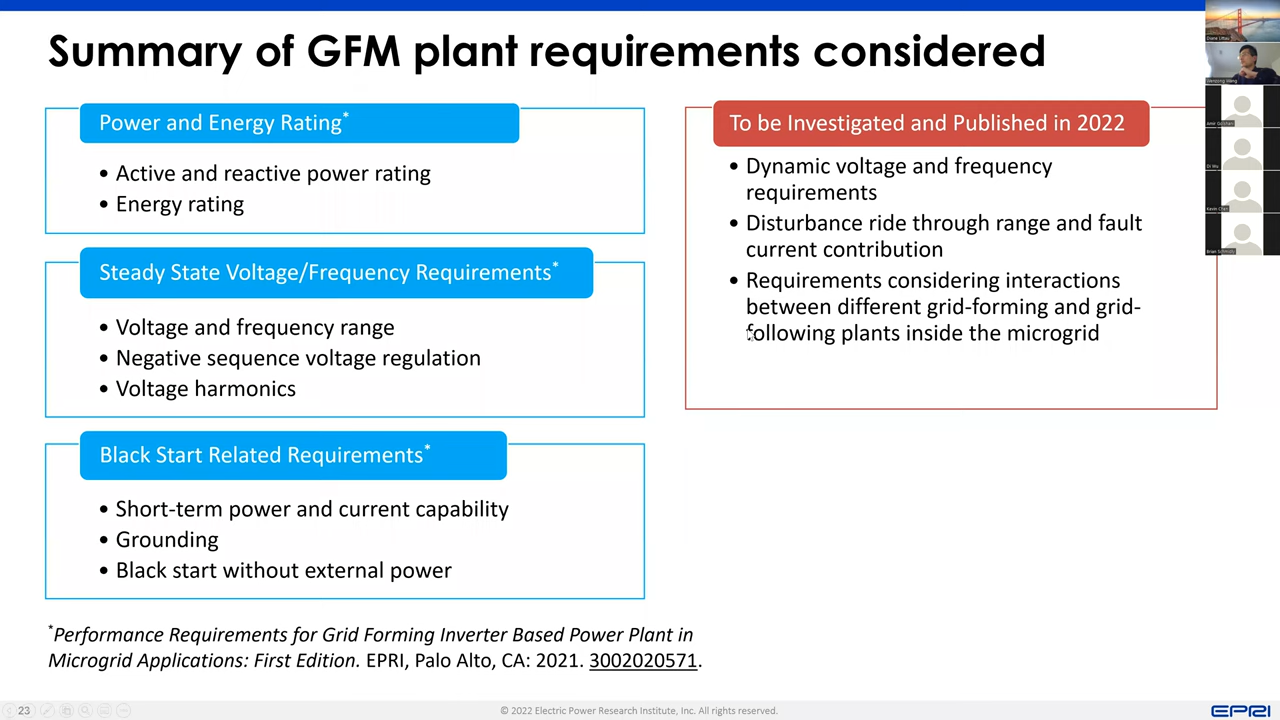 Summary of GFM plant requirements considered
Power and Energy Rating*
• Active and reactive power rating
• Energy rating
Steady State Voltage/Frequency Requirements*
• Voltage and frequency range
• Negative sequence voltage regulation
• Voltage harmonics
Black Start Related Requirements*
• Short-term power and current capability
• Grounding
• Black start without external power
*Performance Requirements for Grid Forming Inverter Based Power Plant in
Microgrid Applications: First Edition. EPRI, Palo Alto, CA: 2021. 3002020571.
To be Investigated and Published in 2022
• Dynamic voltage and frequency
requirements
• Disturbance ride through range and fault
current contribution
• Requirements considering interactions
between different grid-forming and grid-
following plants inside the microgrid
23
© 2022 Electric Power Research Institute, Inc. All rights reserved.
EPRI